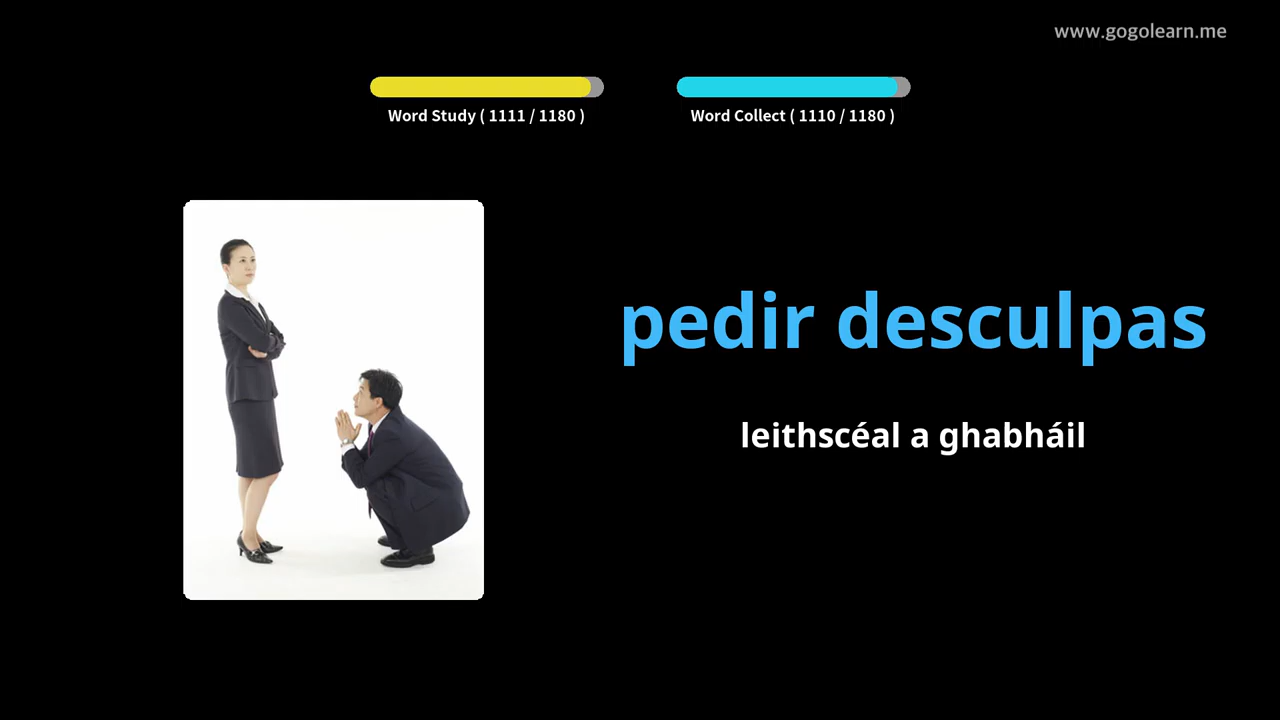 www.gogolearn.me
Word Study ( 1111 / 1180 )
Word Collect ( 1110 / 1180 )
pedir desculpas
leithscéal a ghabháil